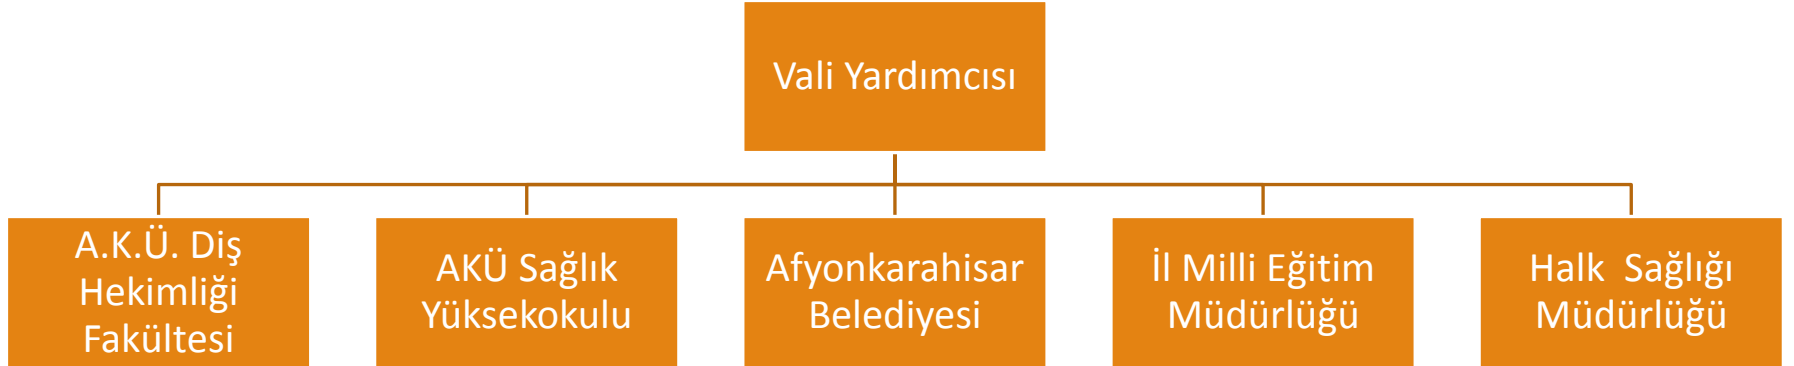 Vali Yardımcısı
A.K.Ü. Diş
Hekimliği
Fakültesi
AKÜ Sağlık
Yüksekokulu
Afyonkarahisar
Belediyesi
İl Milli Eğitim
Müdürlüğü
Halk  Sağlığı
Müdürlüğü